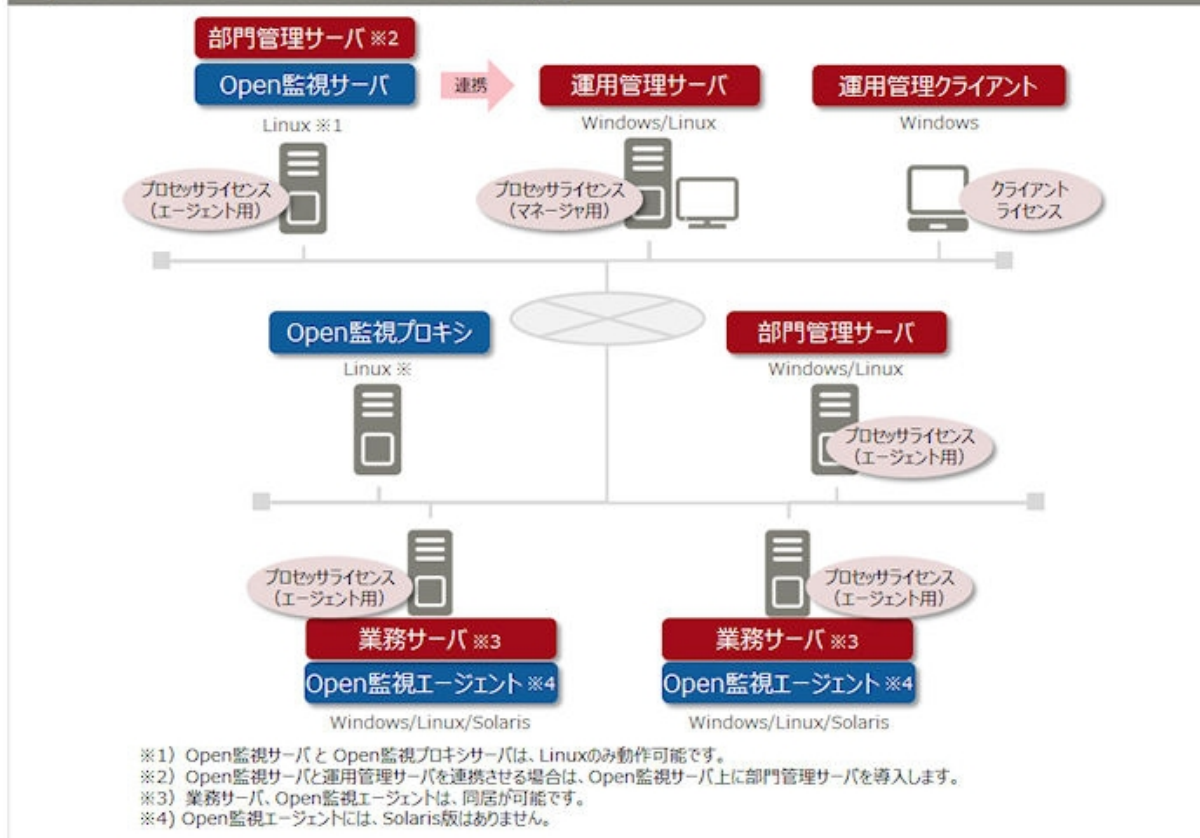 部門管理サーバ ※2
Open監視サーバ
連携
運用管理サーバ
運用管理クライアント
Linux ※1
Windows/Linux
Windows
プロセッサライセンス
（エージェント用）
プロセッサライセンス
（マネージャ用）
クライアント
ライセンス
Open監視プロキシ
部門管理サーバ
Linux ※
Windows/Linux
プロセッサライセンス
（エージェント用）
プロセッサライセンス
（エージェント用）
プロセッサライセンス
（エージェント用）
業務サーバ ※3
業務サーバ ※3
Open監視エージェント ※4
Open監視エージェント ※4
Windows/Linux/Solaris
Windows/Linux/Solaris
※1）Open監視サーバと Open監視プロキシサーバは、Linuxのみ動作可能です。
※2）Open監視サーバと運用管理サーバを連携させる場合は、Open監視サーバ上に部門管理サーバを導入します。
※3）業務サーバ、Open監視エージェントは、同居が可能です。
※4) Open監視エージェントには、Solaris版はありません。